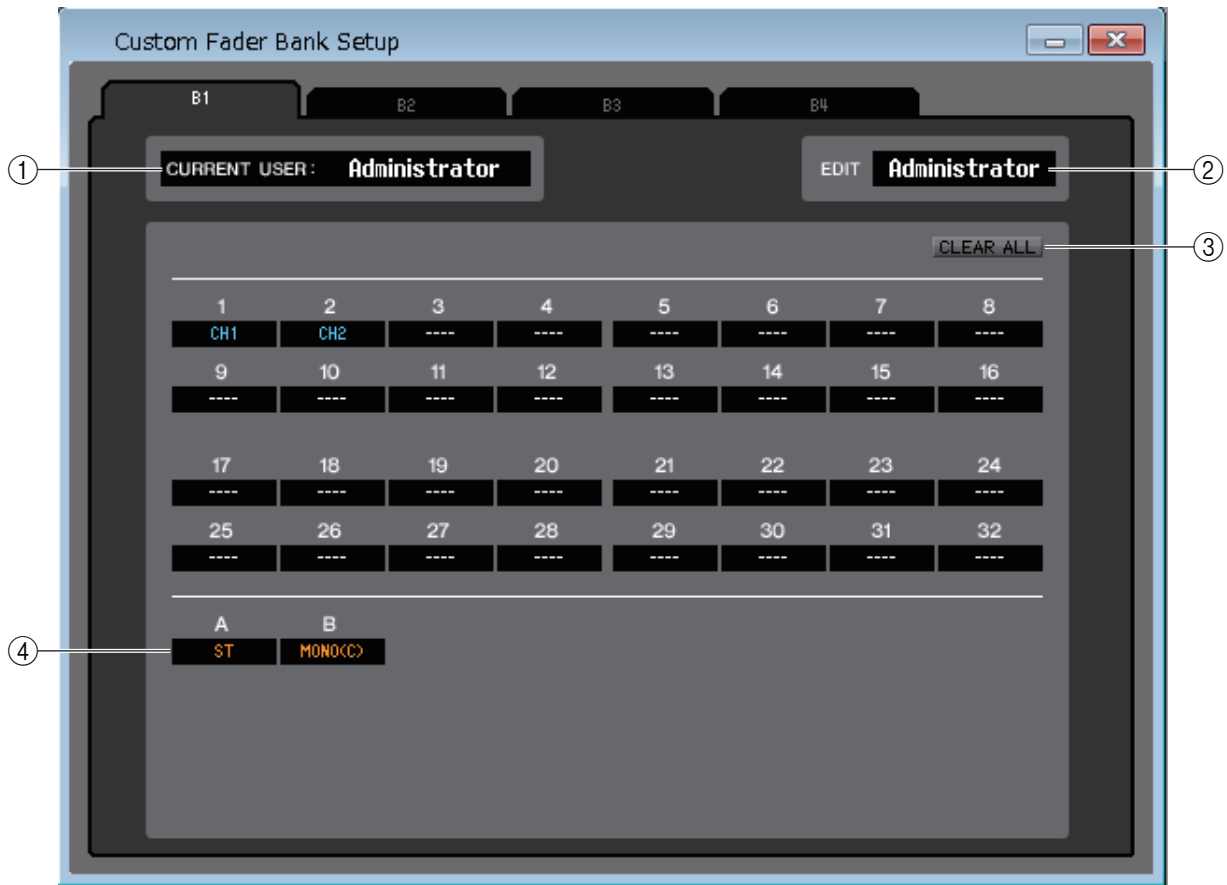 Custom Fader Bank Setup
B1 B2 B3 B4
① CURRENT USER: Administrator EDIT Administrator ②
CLEAR ALL ③
1 2 3 4 5 6 7 8
CH1 CH2 ---- ---- ---- ---- ---- ----
9 10 11 12 13 14 15 16
---- ---- ---- ---- ---- ---- ---- ----
17 18 19 20 21 22 23 24
---- ---- ---- ---- ---- ---- ---- ----
25 26 27 28 29 30 31 32
---- ---- ---- ---- ---- ---- ---- ----
A B
④ ST MONO(C)